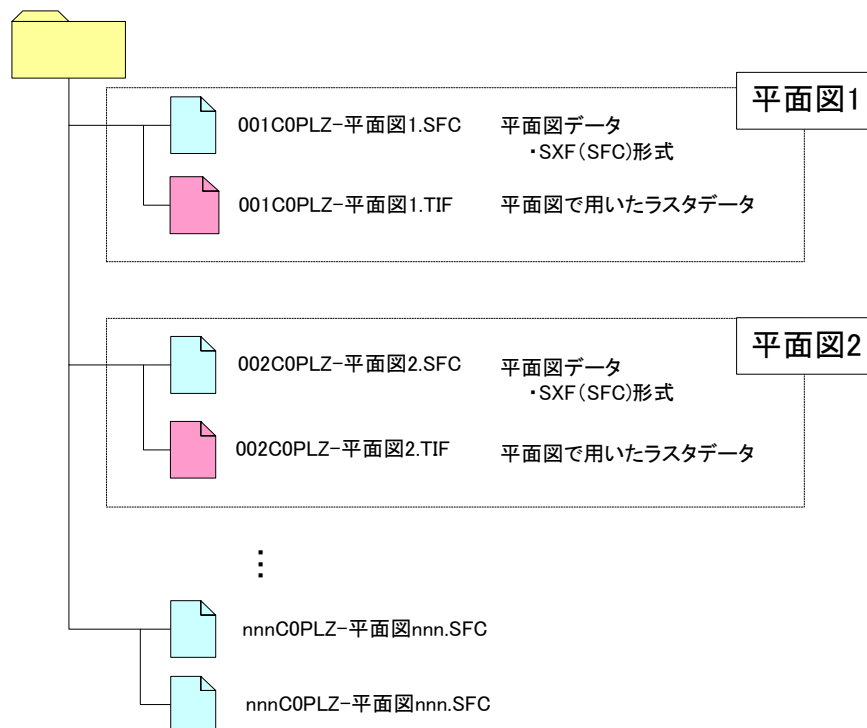 平面図1
001C0PLZ-平面図1.SFC 平面図データ
・SXF(SFC)形式
001C0PLZ-平面図1.TIF 平面図で用いたラスタデータ
平面図2
002C0PLZ-平面図2.SFC 平面図データ
・SXF(SFC)形式
002C0PLZ-平面図2.TIF 平面図で用いたラスタデータ
⋮
nnnC0PLZ-平面図nnn.SFC
nnnC0PLZ-平面図nnn.SFC